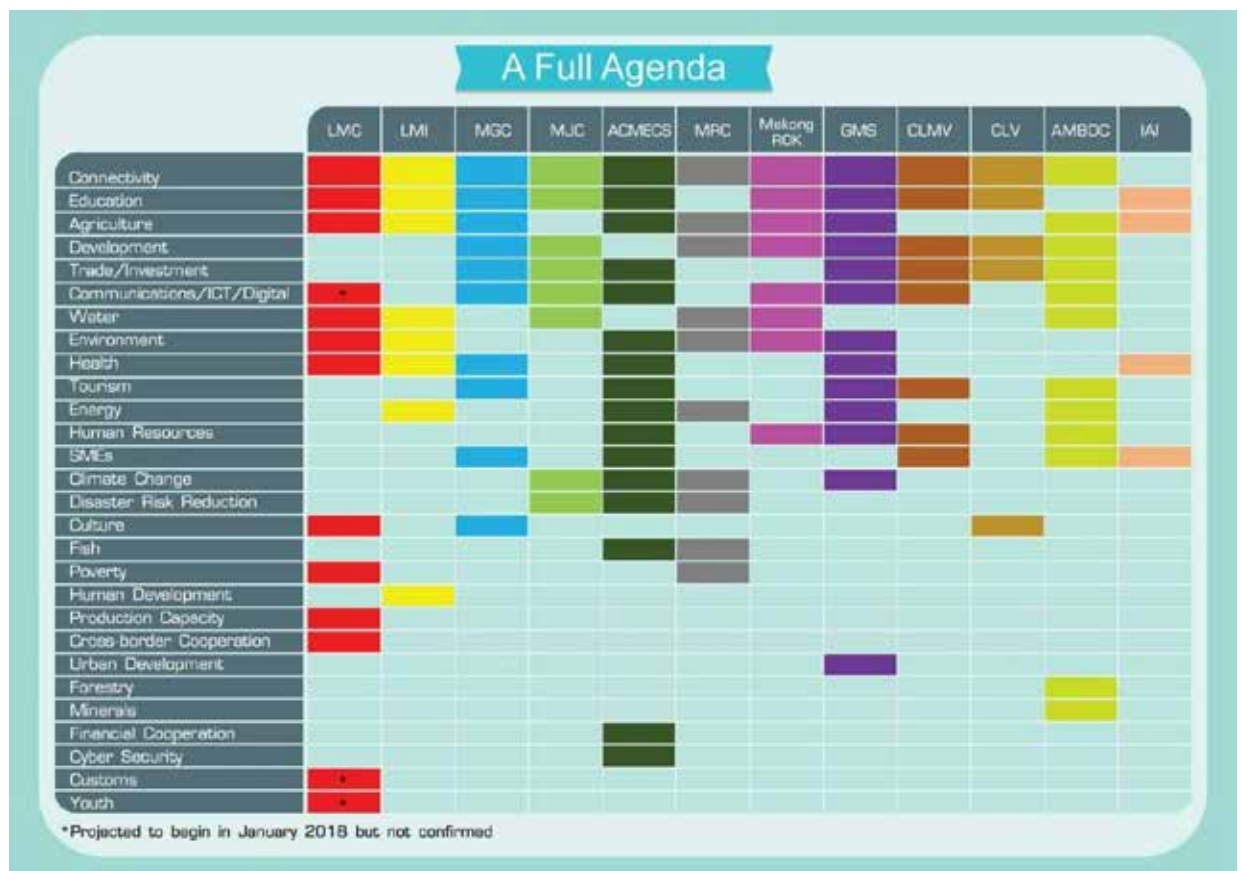 A Full Agenda
LMC LMI MGC MJC ACMECS MRC Mekong ROK GMS CLMV CLV AMBDC IAI
Connectivity
Education
Agriculture
Development
Trade/Investment
Communications/ICT/Digital
*
Water
Environment
Health
Tourism
Energy
Human Resources
SMEs
Climate Change
Disaster Risk Reduction
Culture
Fish
Poverty
Human Development
Production Capacity
Cross-border Cooperation
Urban Development
Forestry
Minerals
Financial Cooperation
Cyber Security
Customs
*
Youth
*
*Projected to begin in January 2018 but not confirmed